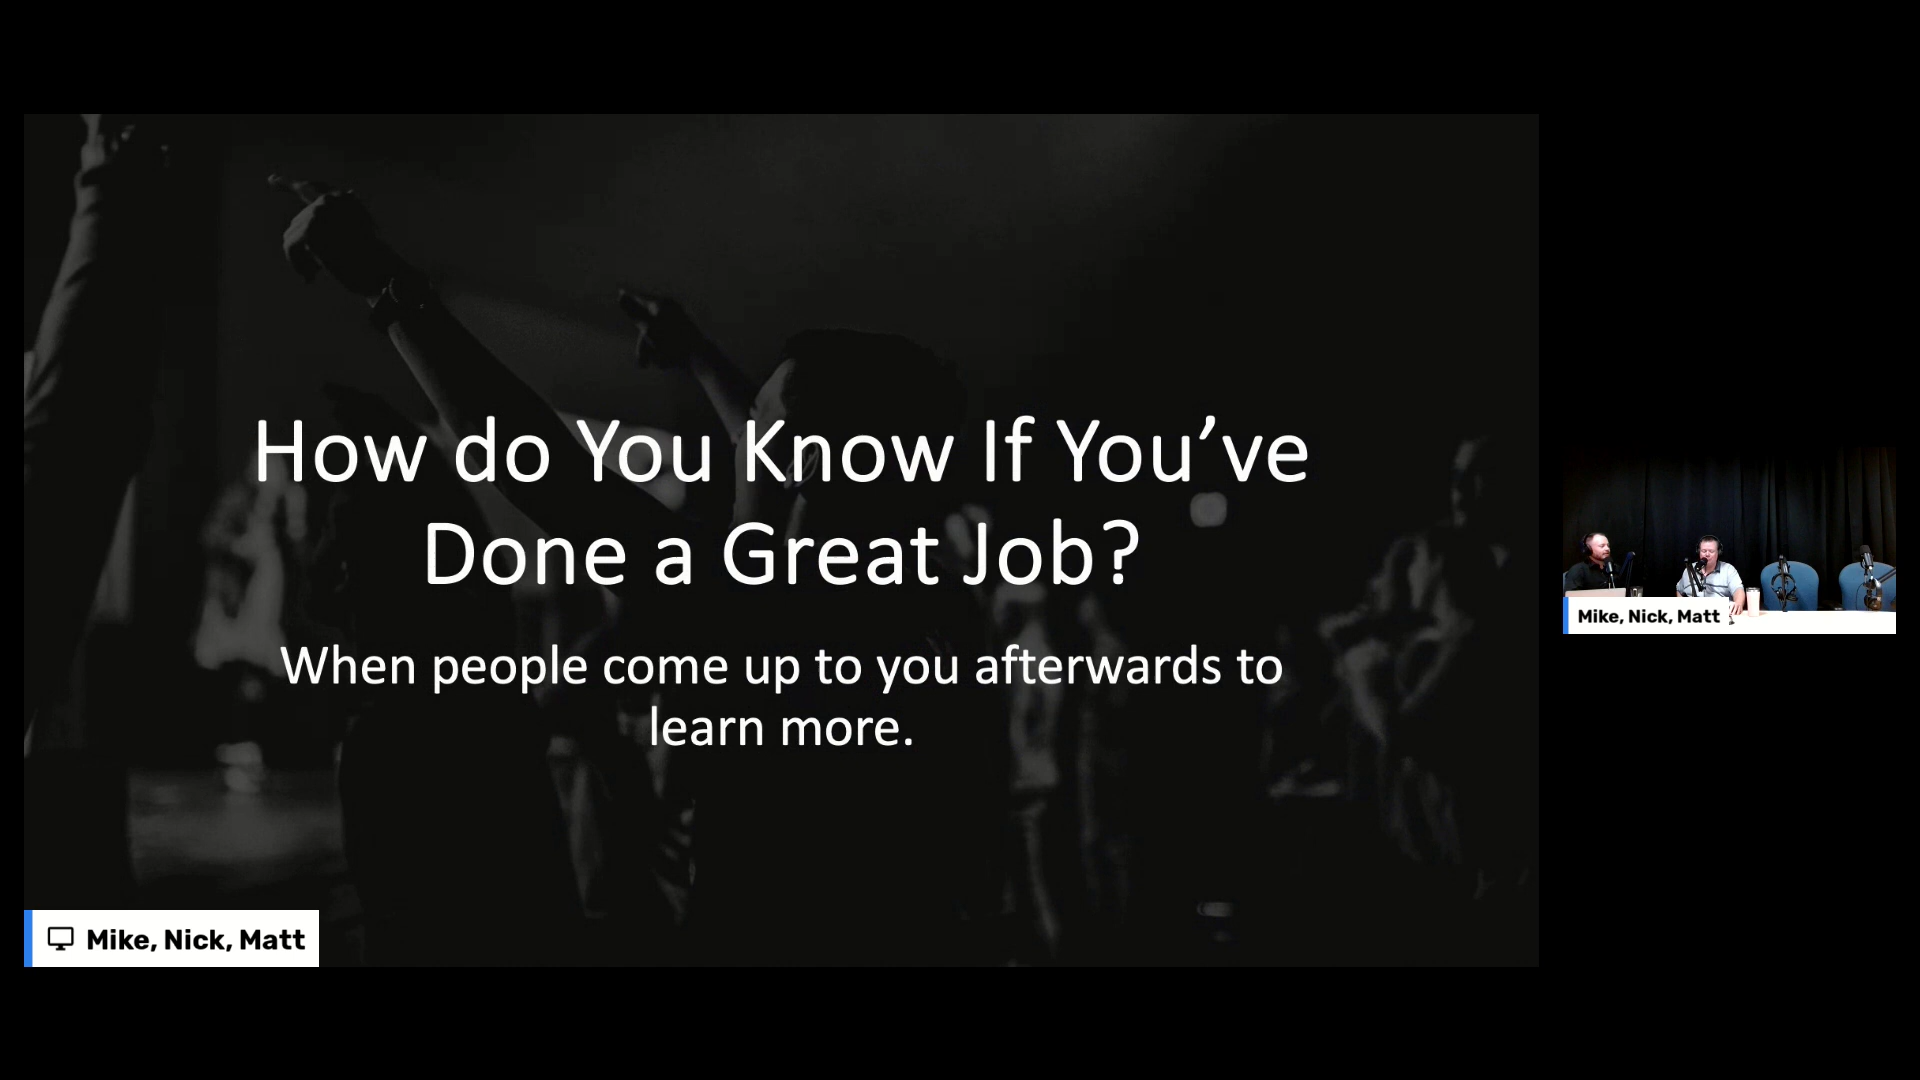 How do You Know If You’ve
Done a Great Job?
When people come up to you afterwards to
learn more.
Mike, Nick, Matt
Mike, Nick, Matt